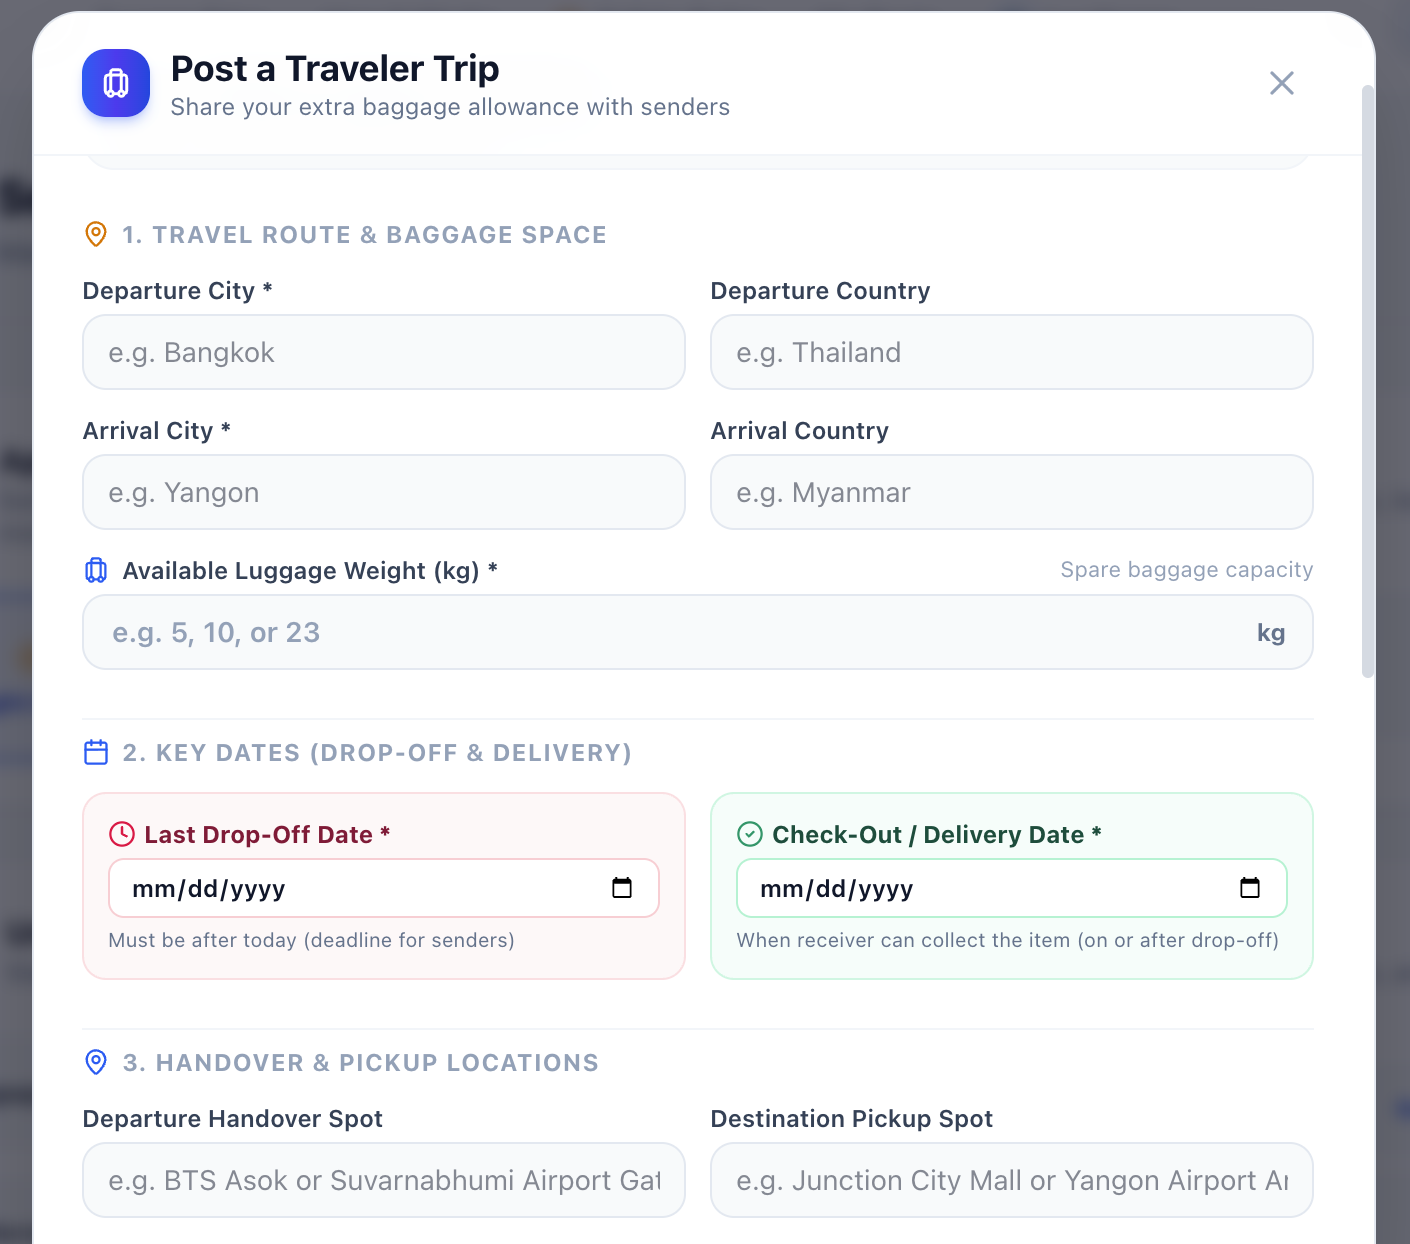 Post a Traveler Trip
Share your extra baggage allowance with senders
1. TRAVEL ROUTE & BAGGAGE SPACE
Departure City *
Departure Country
e.g. Bangkok
e.g. Thailand
Arrival City *
Arrival Country
e.g. Yangon
e.g. Myanmar
Available Luggage Weight (kg) *
Spare baggage capacity
e.g. 5, 10, or 23
kg
2. KEY DATES (DROP-OFF & DELIVERY)
Last Drop-Off Date *
mm/dd/yyyy
Must be after today (deadline for senders)
Check-Out / Delivery Date *
mm/dd/yyyy
When receiver can collect the item (on or after drop-off)
3. HANDOVER & PICKUP LOCATIONS
Departure Handover Spot
Destination Pickup Spot
e.g. BTS Asok or Suvarnabhumi Airport
e.g. Junction City Mall or Yangon Airport